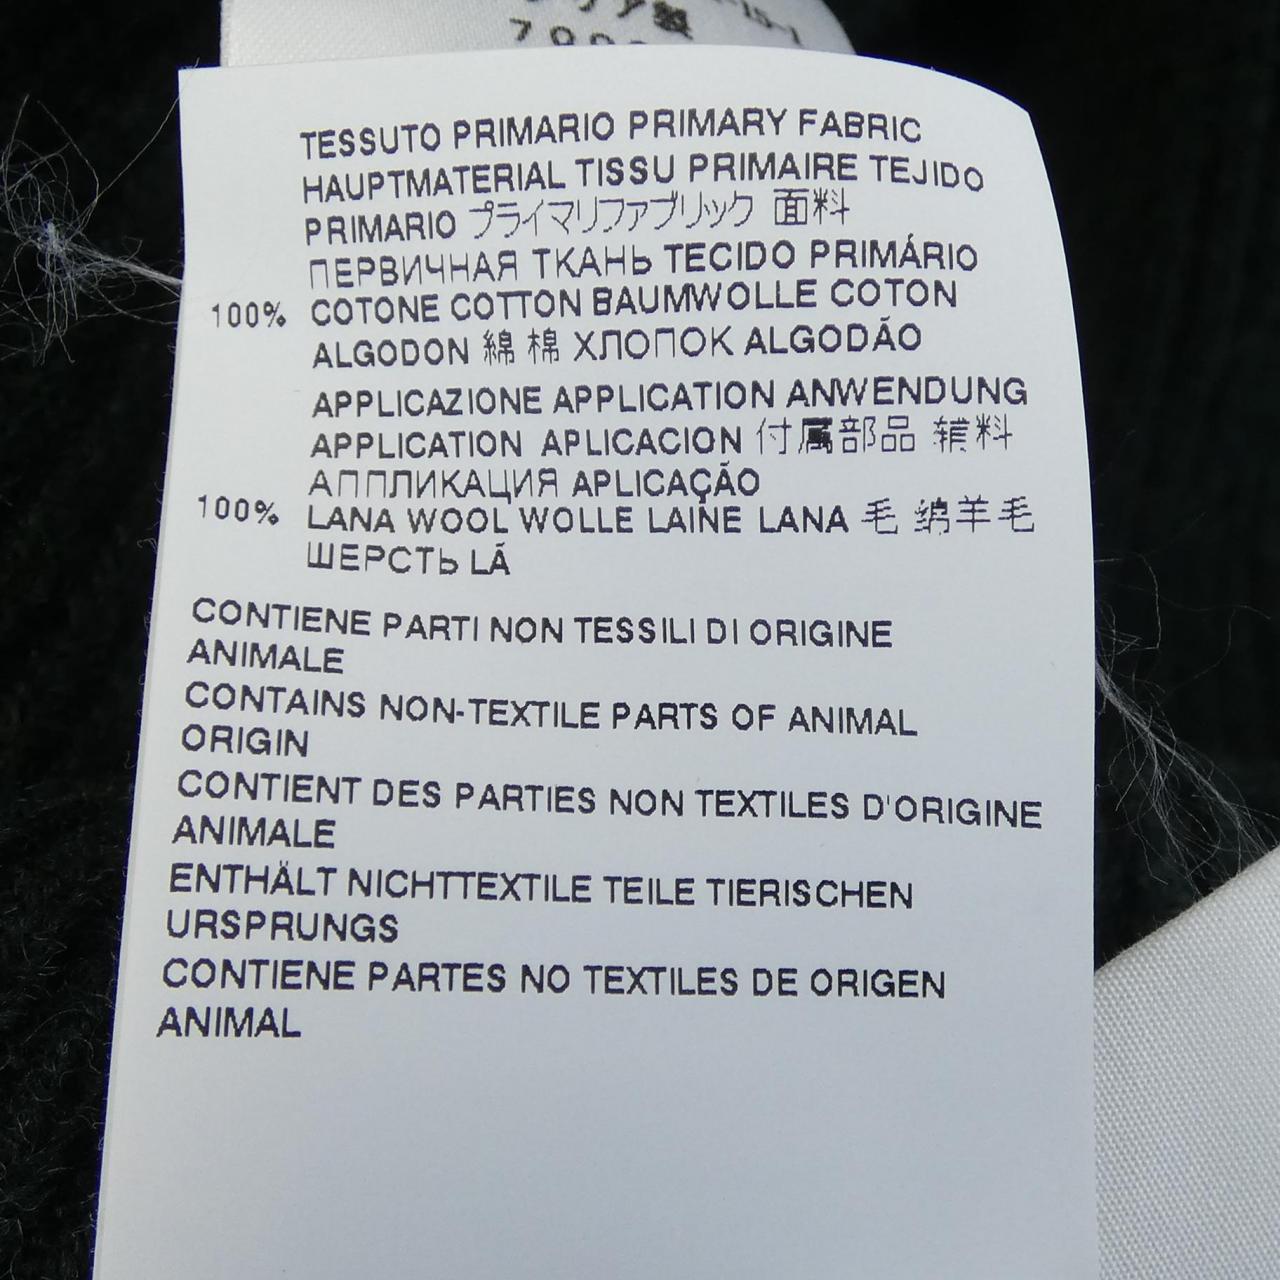 リア製
TESSUTO PRIMARIO PRIMARY FABRIC
HAUPTMATERIAL TISSU PRIMAIRE TEJIDO
PRIMARIO プライマリファブリック 面料
ПЕРВИЧНАЯ ТКАНЬ TECIDO PRIMÁRIO
100% COTONE COTTON BAUMWOLLE COTON
ALGODON 綿 棉 ХЛОПОК ALGODÃO
APPLICAZIONE APPLICATION ANWENDUNG
APPLICATION APLICACION 付属部品 辅料
АППЛИКАЦИЯ APLICAÇÃO
100% LANA WOOL WOLLE LAINE LANA 毛 绵羊毛
ШЕРСТЬ LÃ
CONTIENE PARTI NON TESSILI DI ORIGINE
ANIMALE
CONTAINS NON-TEXTILE PARTS OF ANIMAL
ORIGIN
CONTIENT DES PARTIES NON TEXTILES D'ORIGINE
ANIMALE
ENTHÄLT NICHTTEXTILE TEILE TIERISCHEN
URSPRUNGS
CONTIENE PARTES NO TEXTILES DE ORIGEN
ANIMAL